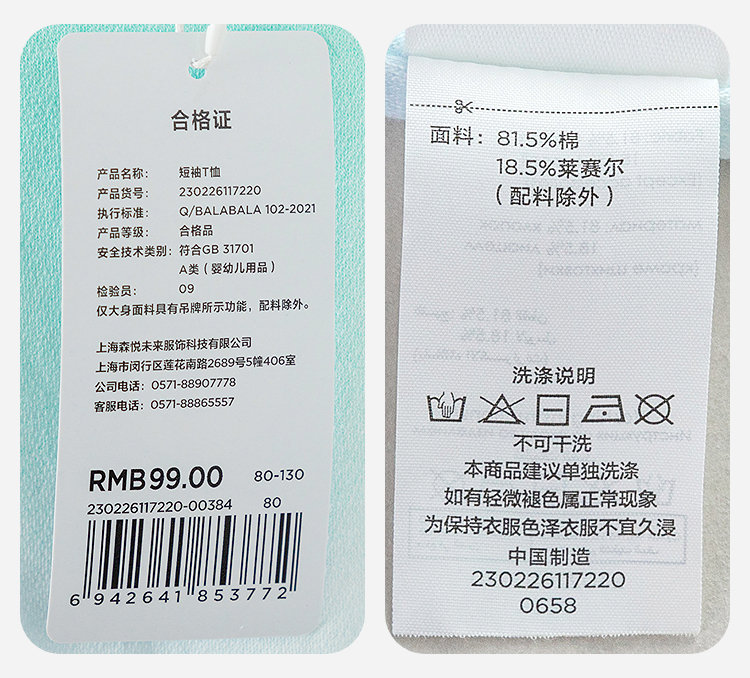 合格证
产品名称： 短袖T恤
产品货号： 230226117220
执行标准： Q/BALABALA 102-2021
产品等级： 合格品
安全技术类别：符合GB 31701
A类（婴幼儿用品）
检验员： 09
仅大身面料具有吊牌所示功能，配料除外。
上海森悦未来服饰科技有限公司
上海市闵行区莲花南路2689号5幢406室
公司电话：0571-88907778
客服电话：0571-88865557
RMB99.00 80-130
230226117220-00384 80
6 942641 853772
面料：81.5%棉
18.5%莱赛尔
（配料除外）
洗涤说明
不可干洗
本商品建议单独洗涤
如有轻微褪色属正常现象
为保持衣服色泽衣服不宜久浸
中国制造
230226117220
0658